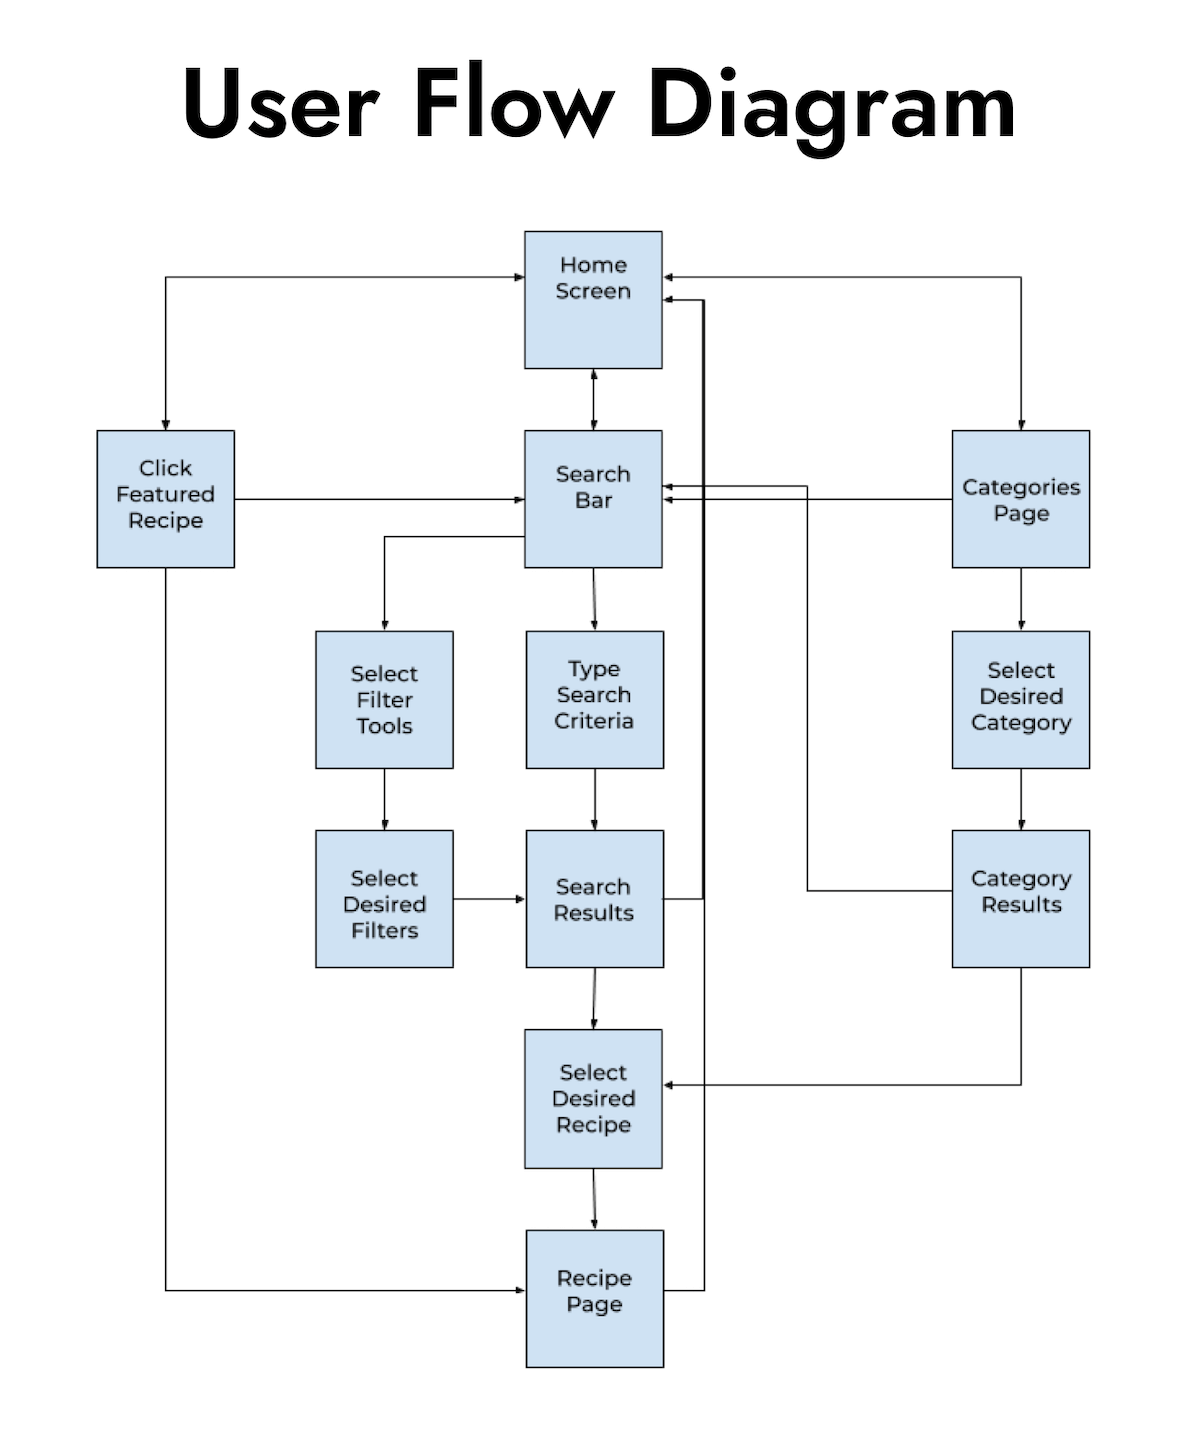 User Flow Diagram
Home
Screen
Click
Featured
Recipe
Search
Bar
Categories
Page
Select
Filter
Tools
Type
Search
Criteria
Select
Desired
Category
Select
Desired
Filters
Search
Results
Category
Results
Select
Desired
Recipe
Recipe
Page